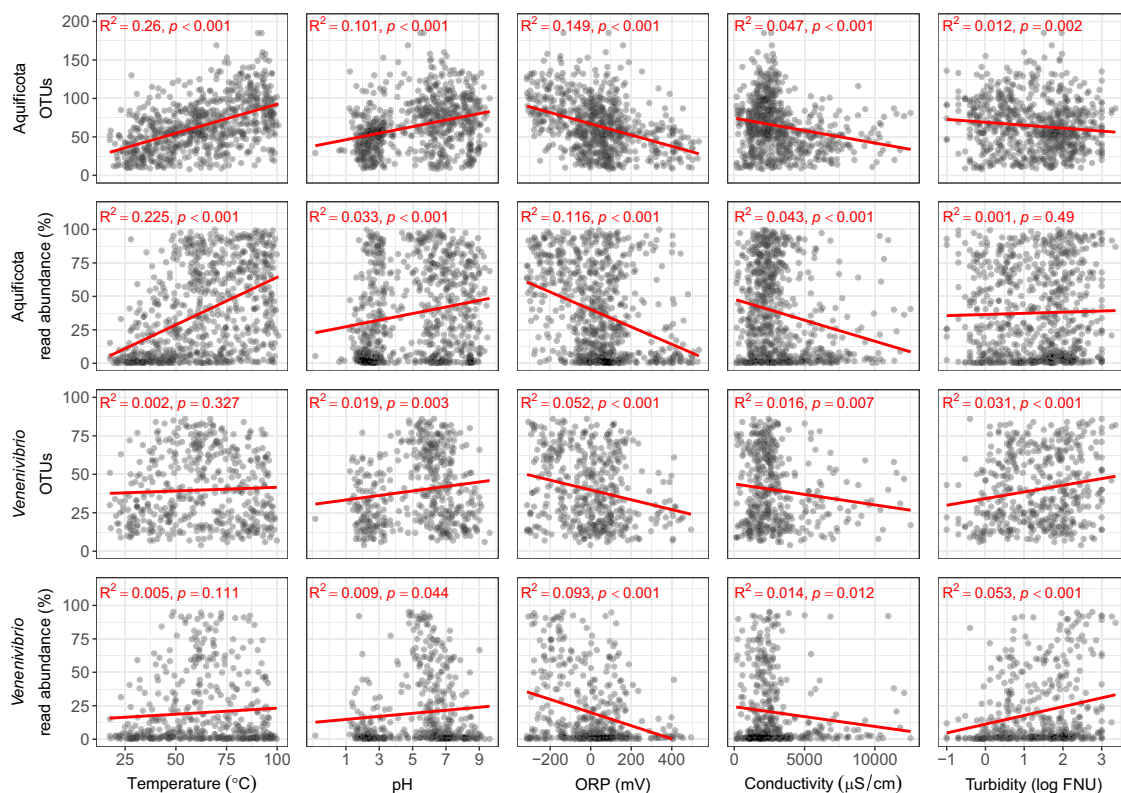 R² = 0.26, p < 0.001
R² = 0.101, p < 0.001
R² = 0.149, p < 0.001
R² = 0.047, p < 0.001
R² = 0.012, p = 0.002
Aquificota
OTUs
200
150
100
50
0
R² = 0.225, p < 0.001
R² = 0.033, p < 0.001
R² = 0.116, p < 0.001
R² = 0.043, p < 0.001
R² = 0.001, p = 0.49
Aquificota
read abundance (%)
100
75
50
25
0
R² = 0.002, p = 0.327
R² = 0.019, p = 0.003
R² = 0.052, p < 0.001
R² = 0.016, p = 0.007
R² = 0.031, p < 0.001
Venenivibrio
OTUs
100
75
50
25
0
R² = 0.005, p = 0.111
R² = 0.009, p = 0.044
R² = 0.093, p < 0.001
R² = 0.014, p = 0.012
R² = 0.053, p < 0.001
Venenivibrio
read abundance (%)
100
75
50
25
0
25 50 75 100
1 3 5 7 9
−200 0 200 400
0 5000 10000
−1 0 1 2 3
Temperature (°C)
pH
ORP (mV)
Conductivity (μS/cm)
Turbidity (log FNU)